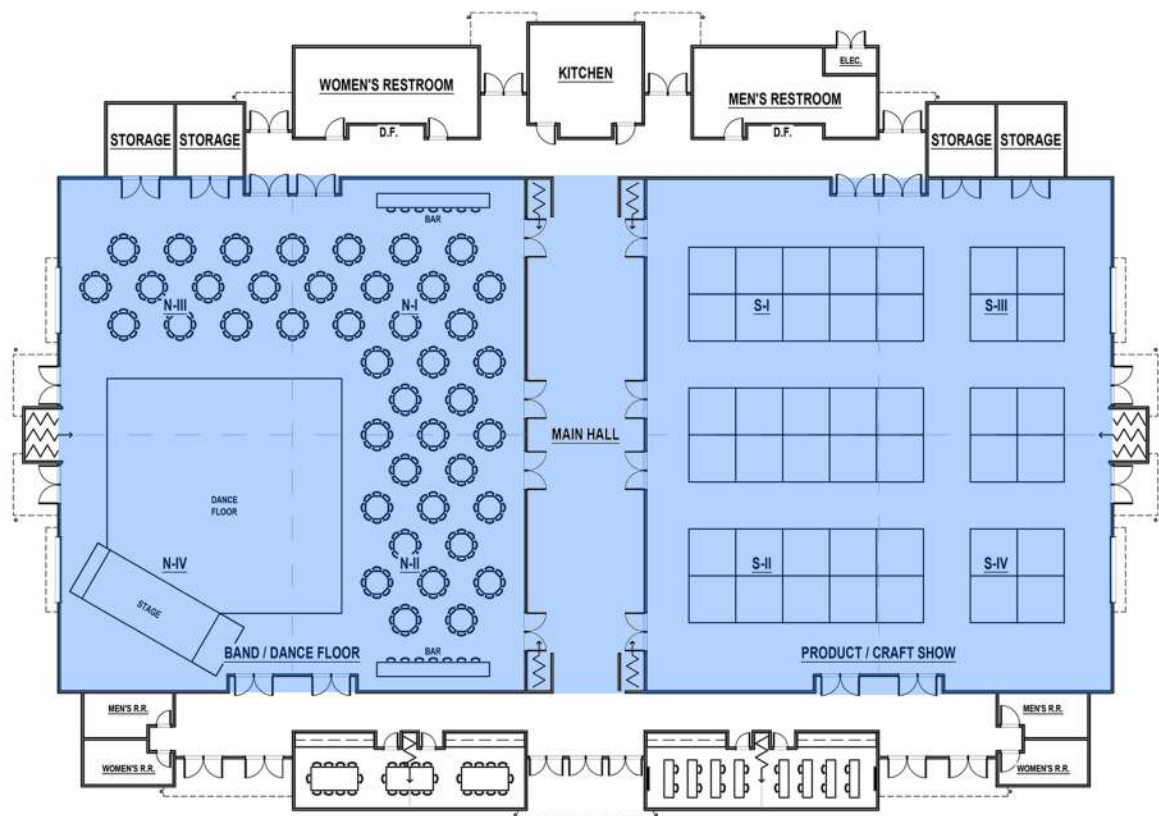 ELEC.
KITCHEN
WOMEN'S RESTROOM
MEN'S RESTROOM
D.F.
D.F.
STORAGE
STORAGE
STORAGE
STORAGE
BAR
N-III
N-I
S-I
S-III
MAIN HALL
DANCE
FLOOR
N-IV
N-II
S-II
S-IV
STAGE
BAND / DANCE FLOOR
BAR
PRODUCT / CRAFT SHOW
MEN'S R.R.
MEN'S R.R.
WOMEN'S R.R.
WOMEN'S R.R.